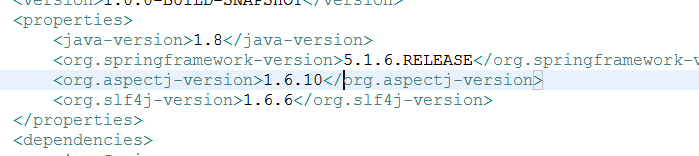 <version>1.0.0-BUILD-SNAPSHOT</version>
<properties>
<java-version>1.8</java-version>
<org.springframework-version>5.1.6.RELEASE</org.springframework-v
<org.aspectj-version>1.6.10</org.aspectj-version>
<org.slf4j-version>1.6.6</org.slf4j-version>
</properties>
<dependencies>